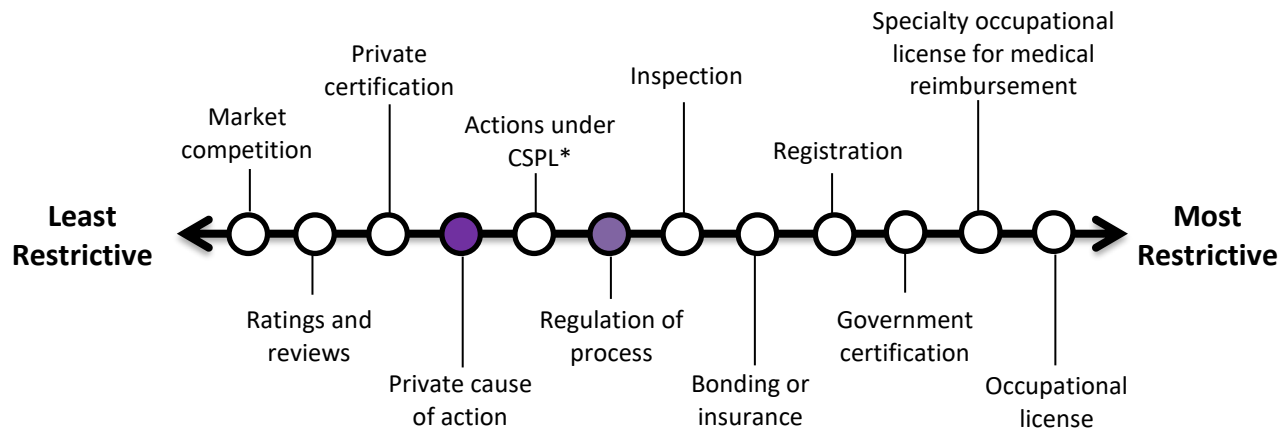 Least
Restrictive
Market
competition
Ratings and
reviews
Private
certification
Private cause
of action
Actions under
CSPL*
Regulation of
process
Inspection
Bonding or
insurance
Registration
Government
certification
Specialty occupational
license for medical
reimbursement
Occupational
license
Most
Restrictive